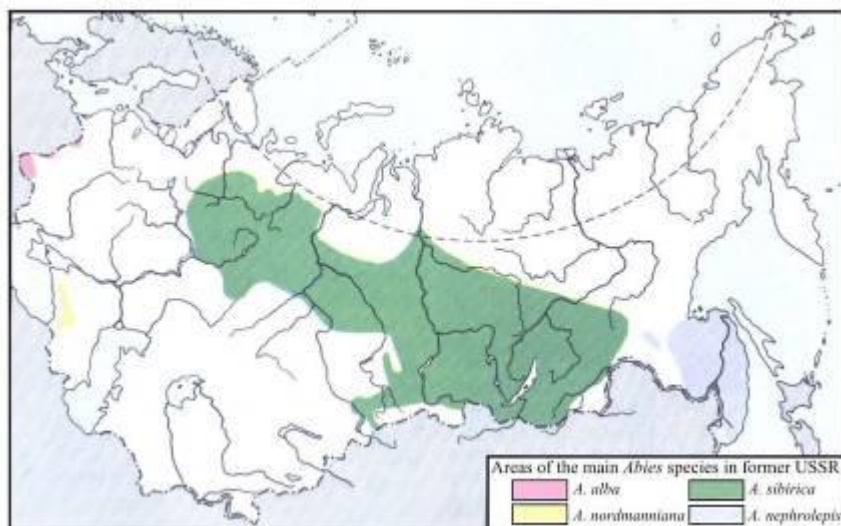 Areas of the main Abies species in former USSR
A. alba
A. sibirica
A. nordmanniana
A. nephrolepis